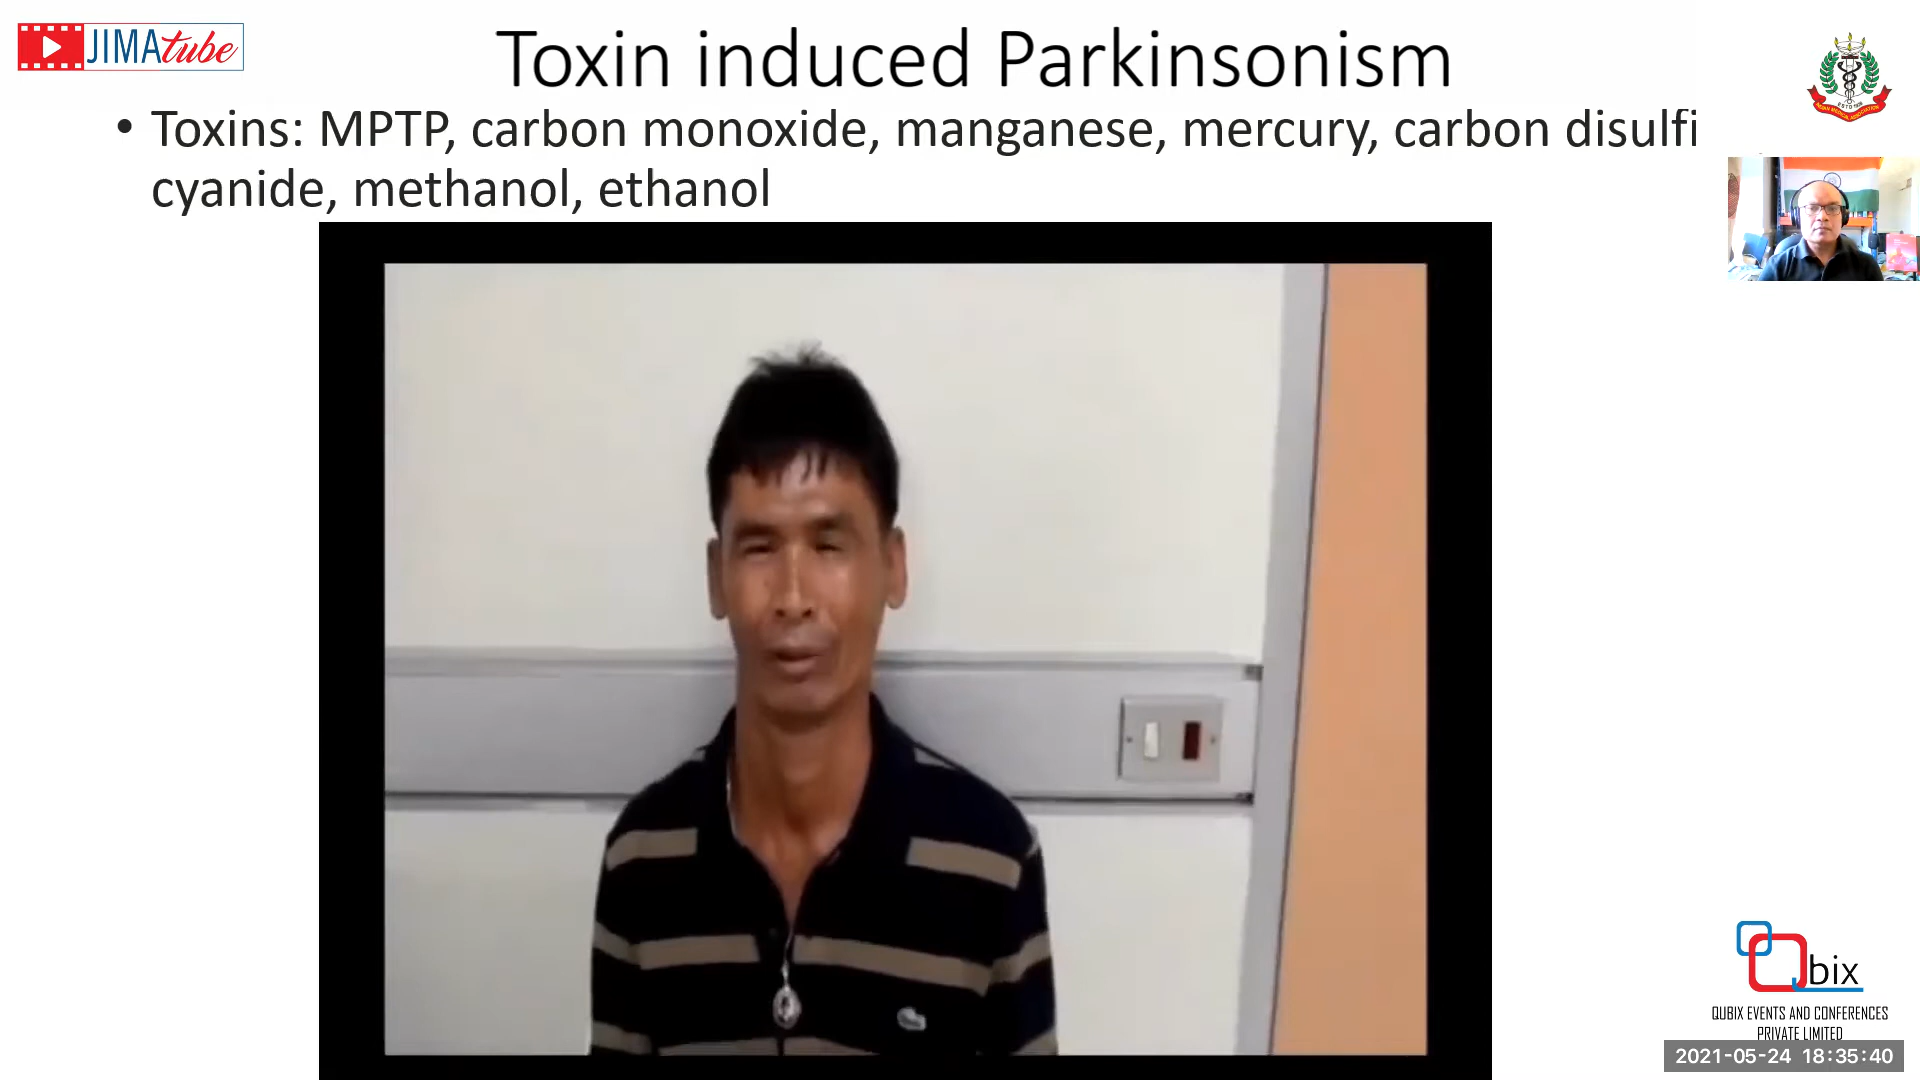 JIMAtube
Toxin induced Parkinsonism
• Toxins: MPTP, carbon monoxide, manganese, mercury, carbon disulfi
cyanide, methanol, ethanol
Qbix
QUBIX EVENTS AND CONFERENCES
PRIVATE LIMITED
2021-05-24 18:35:40